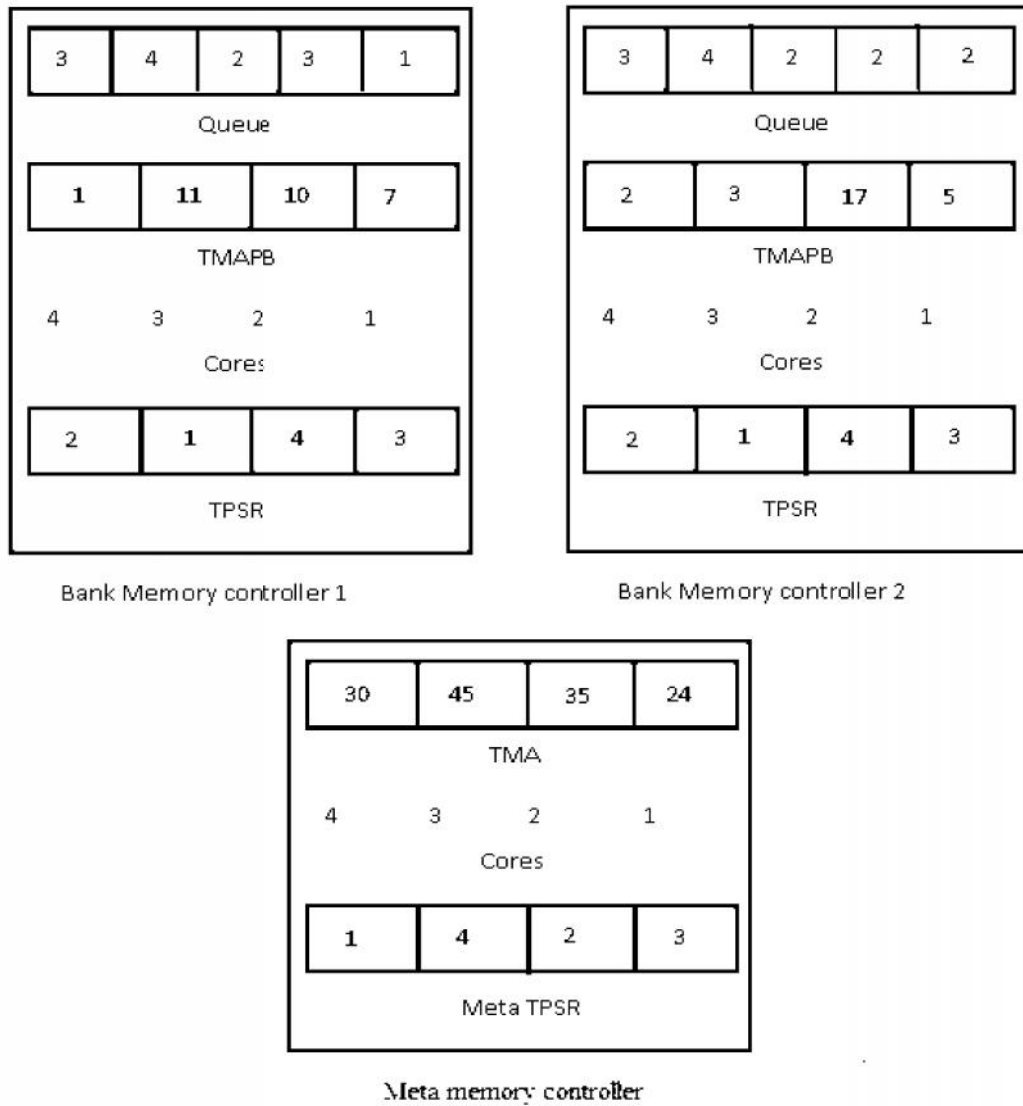 3 4 2 3 1
Queue
1 11 10 7
TMAPB
4 3 2 1
Cores
2 1 4 3
TPSR
Bank Memory controller 1
3 4 2 2 2
Queue
2 3 17 5
TMAPB
4 3 2 1
Cores
2 1 4 3
TPSR
Bank Memory controller 2
30 45 35 24
TMA
4 3 2 1
Cores
1 4 2 3
Meta TPSR
Meta memory controller